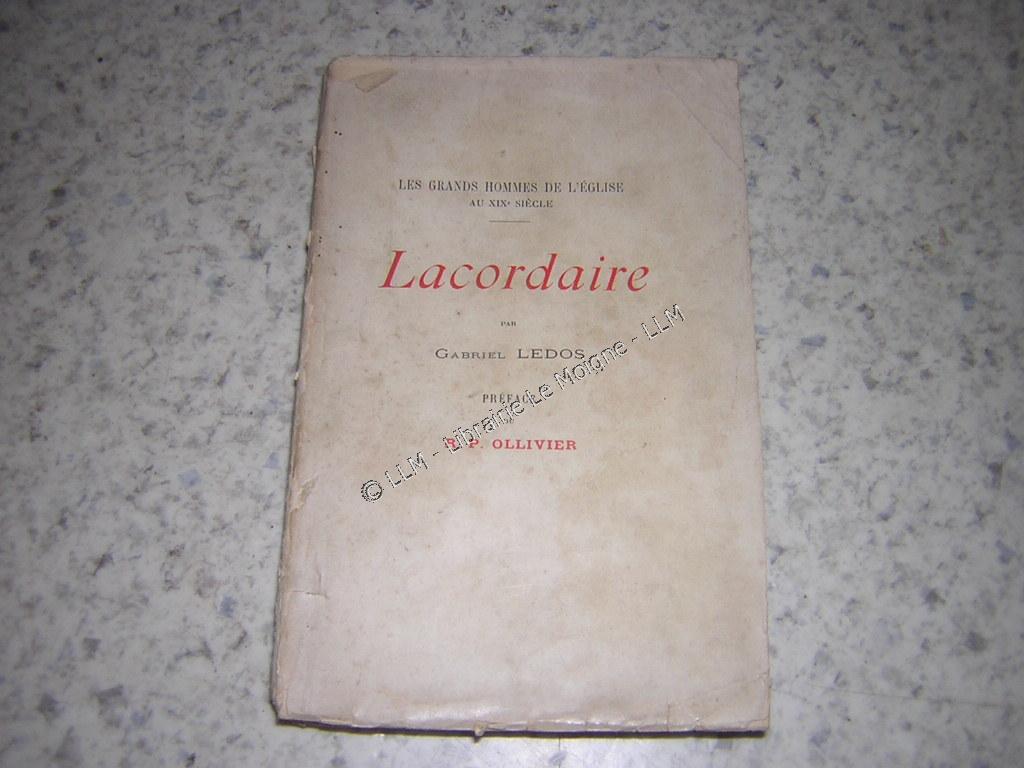 LES GRANDS HOMMES DE L'ÉGLISE
AU XIXe SIÈCLE
Lacordaire
PAR
GABRIEL LEDOS
PRÉFACE
R. P. OLLIVIER
© LLM - Librairie Le Moigne - LLM